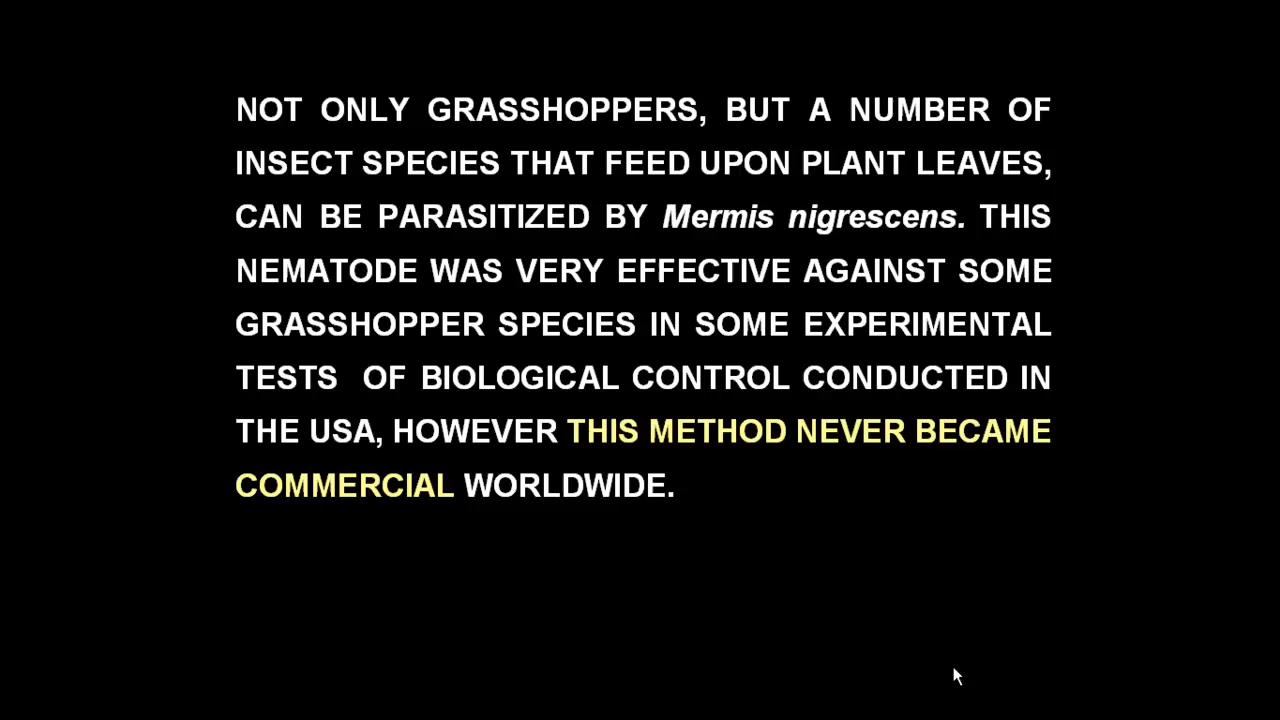 NOT ONLY GRASSHOPPERS, BUT A NUMBER OF
INSECT SPECIES THAT FEED UPON PLANT LEAVES,
CAN BE PARASITIZED BY Mermis nigrescens. THIS
NEMATODE WAS VERY EFFECTIVE AGAINST SOME
GRASSHOPPER SPECIES IN SOME EXPERIMENTAL
TESTS OF BIOLOGICAL CONTROL CONDUCTED IN
THE USA, HOWEVER THIS METHOD NEVER BECAME
COMMERCIAL WORLDWIDE.